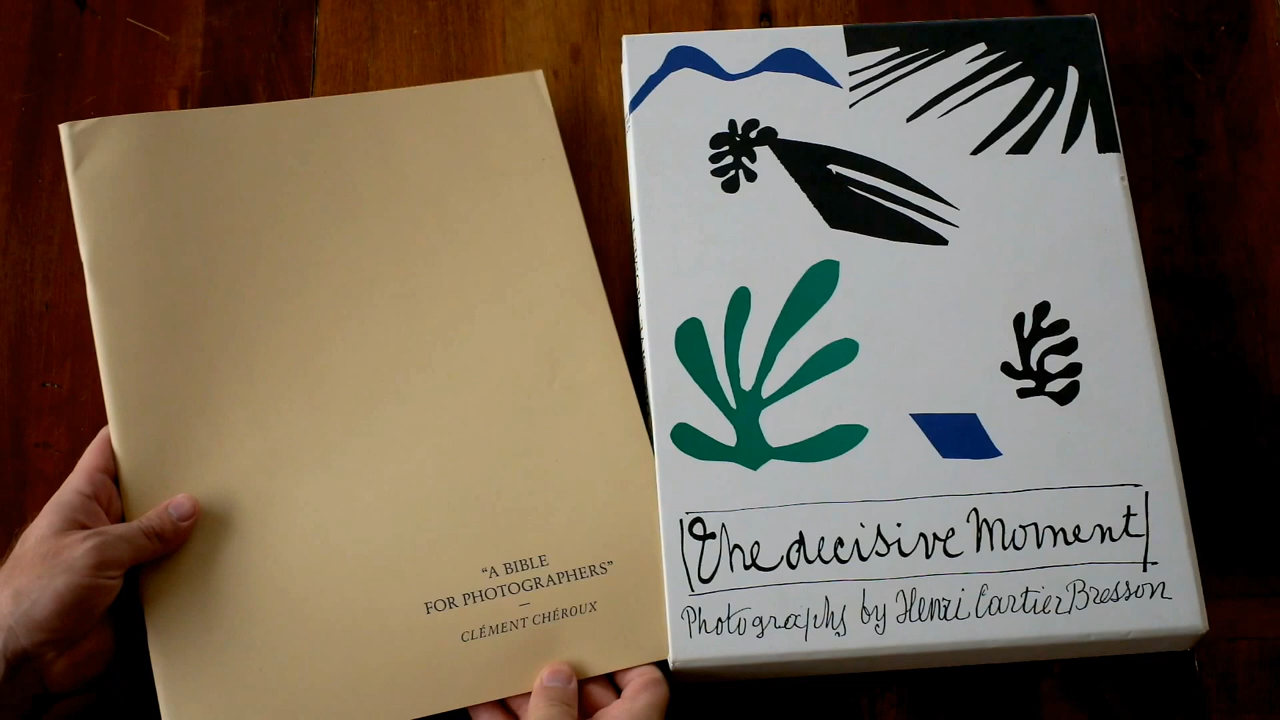 “A BIBLE
FOR PHOTOGRAPHERS”
—
CLÉMENT CHÉROUX
The decisive Moment
Photographs by Henri Cartier Bresson